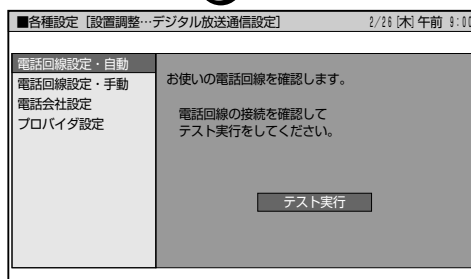 ■各種設定［設置調整…デジタル放送通信設定］ 2/26［木］午前 9:00
電話回線設定・自動
電話回線設定・手動
電話会社設定
プロバイダ設定
お使いの電話回線を確認します。
電話回線の接続を確認して
テスト実行をしてください。
テスト実行